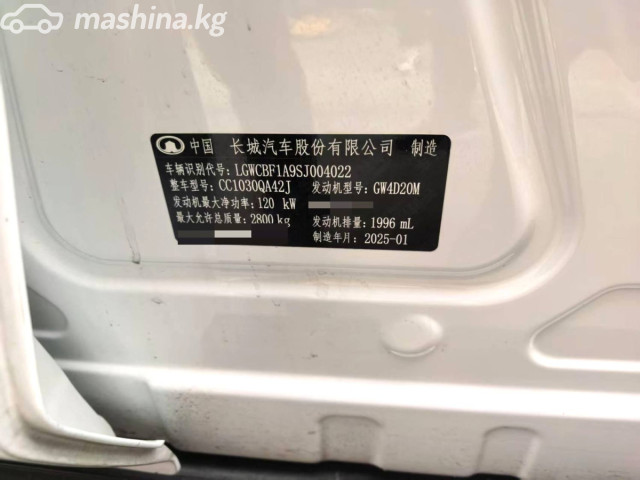 mashina.kg
中国 长城汽车股份有限公司 制造
车辆识别代号: LGWCBF1A9SJ004022
整车型号: CC1030QA42J 发动机型号: GW4D20M
发动机最大净功率: 120 kW
最大允许总质量: 2800 kg 发动机排量: 1996 mL
制造年月: 2025-01